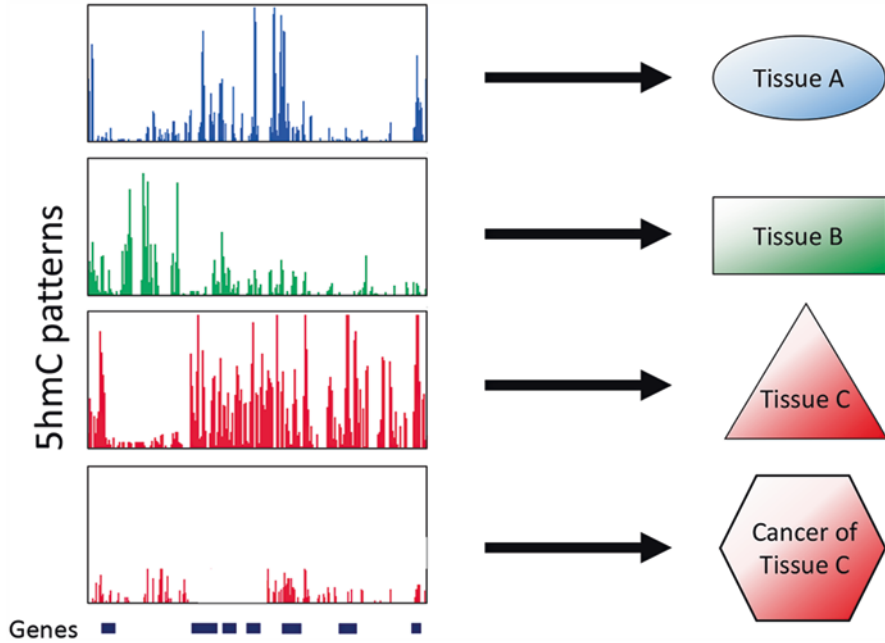 5hmC patterns
Tissue A
Tissue B
Tissue C
Cancer of
Tissue C
Genes